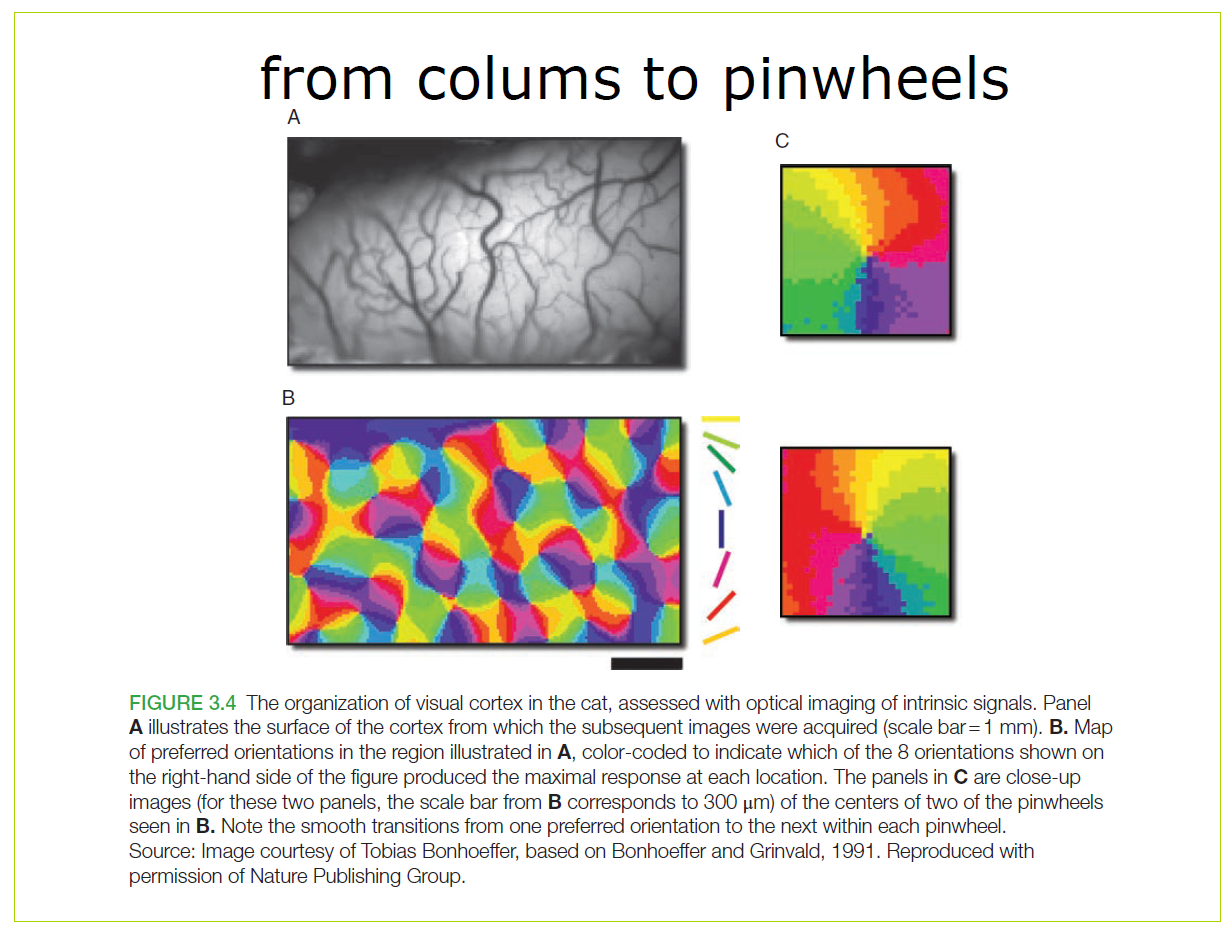 from colums to pinwheels
A
C
B
FIGURE 3.4 The organization of visual cortex in the cat, assessed with optical imaging of intrinsic signals. Panel
A illustrates the surface of the cortex from which the subsequent images were acquired (scale bar = 1 mm). B. Map
of preferred orientations in the region illustrated in A, color-coded to indicate which of the 8 orientations shown on
the right-hand side of the figure produced the maximal response at each location. The panels in C are close-up
images (for these two panels, the scale bar from B corresponds to 300 μm) of the centers of two of the pinwheels
seen in B. Note the smooth transitions from one preferred orientation to the next within each pinwheel.
Source: Image courtesy of Tobias Bonhoeffer, based on Bonhoeffer and Grinvald, 1991. Reproduced with
permission of Nature Publishing Group.